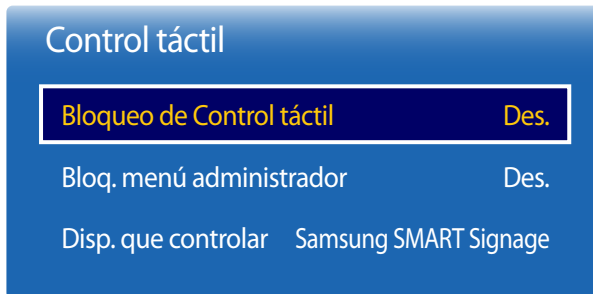 Control táctil
Bloqueo de Control táctil Des.
Bloq. menú administrador Des.
Disp. que controlar Samsung SMART Signage